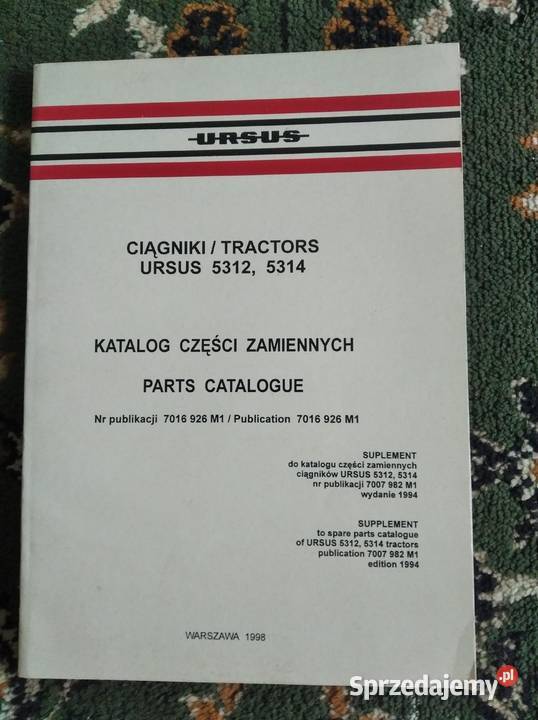 URSUS
CIĄGNIKI / TRACTORS
URSUS 5312, 5314
KATALOG CZĘŚCI ZAMIENNYCH
PARTS CATALOGUE
Nr publikacji 7016 926 M1 / Publication 7016 926 M1
SUPLEMENT
do katalogu części zamiennych
ciągników URSUS 5312, 5314
nr publikacji 7007 982 M1
wydanie 1994
SUPPLEMENT
to spare parts catalogue
of URSUS 5312, 5314 tractors
publication 7007 982 M1
edition 1994
WARSZAWA 1998
Sprzedajemy.pl